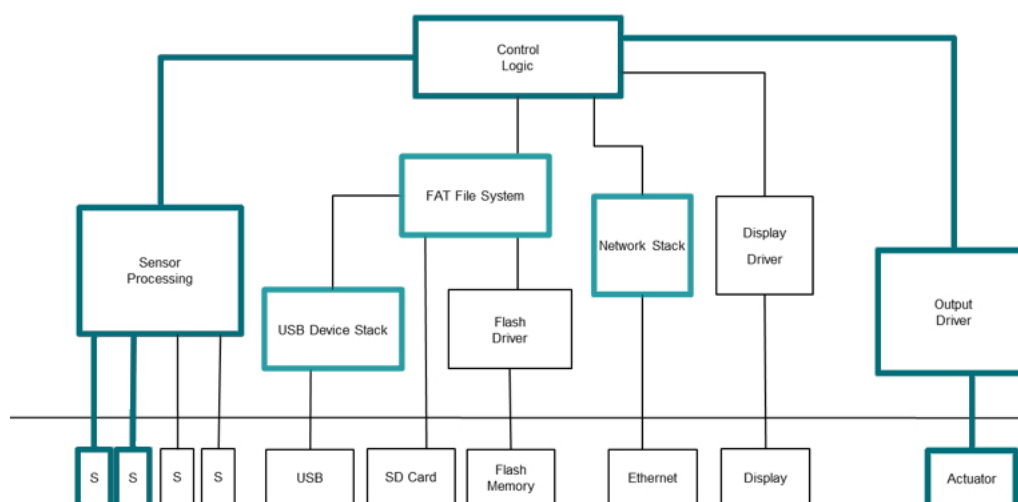 Control
Logic
FAT File System
Network Stack
Display
Driver
Sensor
Processing
USB Device Stack
Flash
Driver
Output
Driver
S
S
S
S
USB
SD Card
Flash
Memory
Ethernet
Display
Actuator